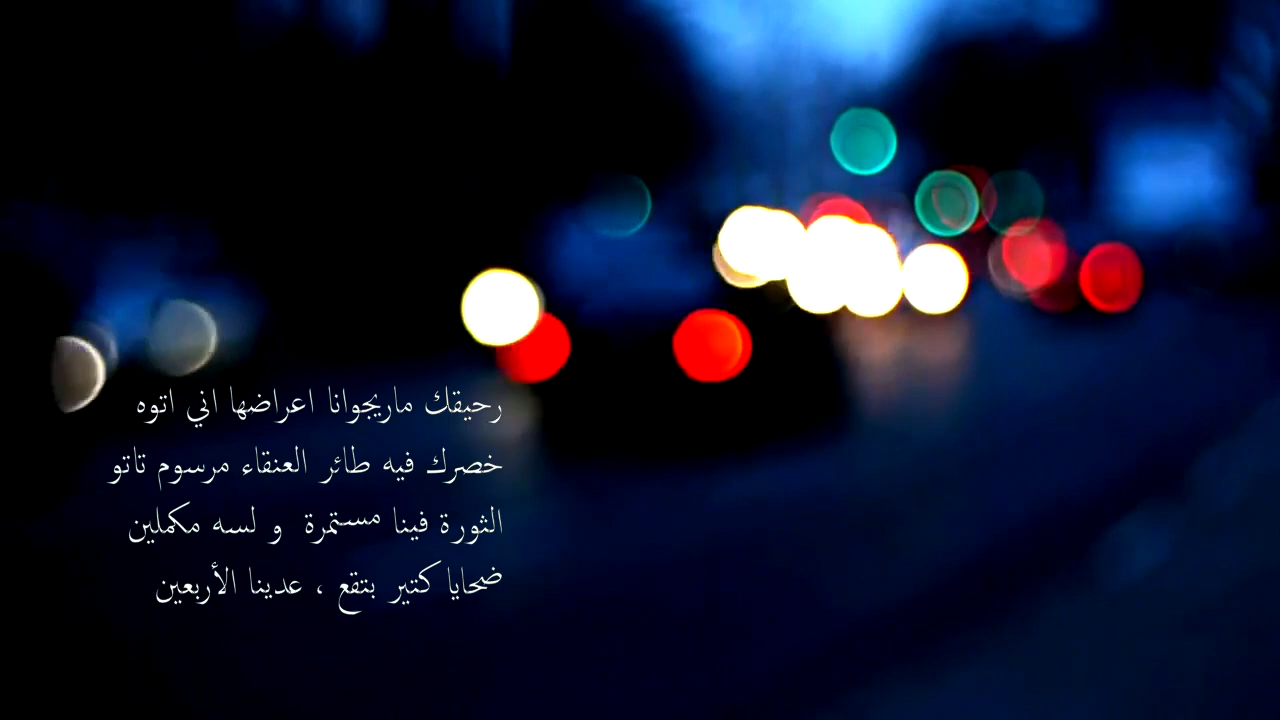 رحيقك ماريجوانا اعراضها اني اتوه
خصرك فيه طائر العنقاء مرسوم تاتو
الثورة فينا مستمرة و لسه مكملين
ضحايا كتير بتقع ، عدينا الأربعين